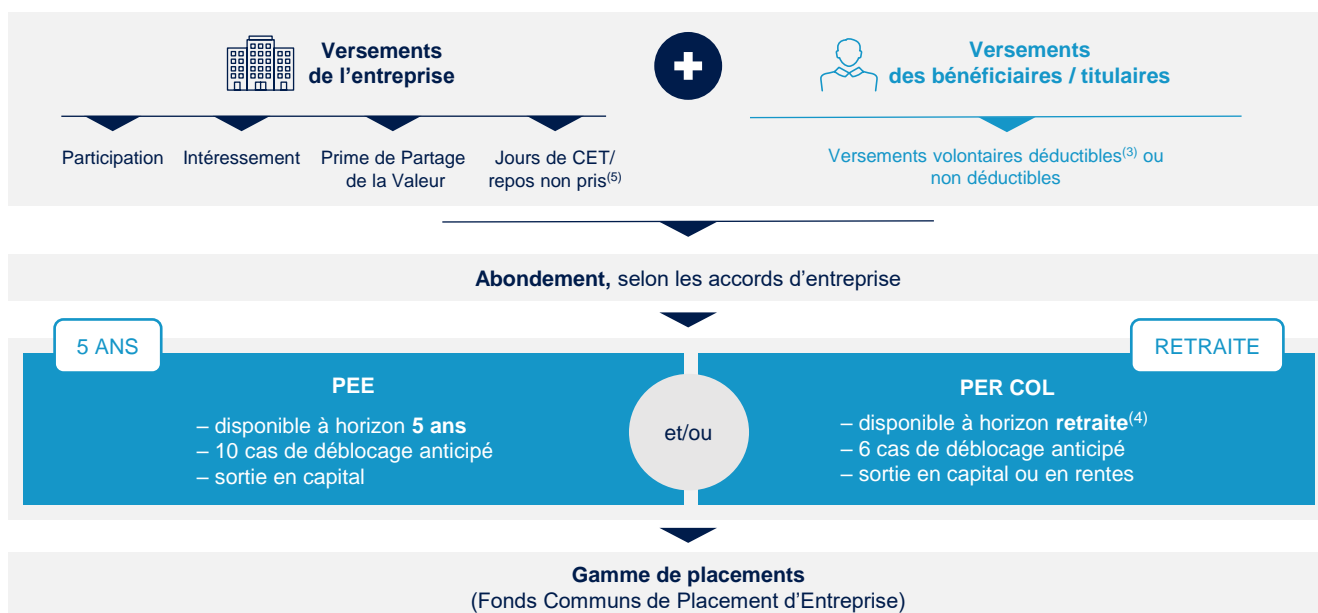 Versements
de l'entreprise
Versements
des bénéficiaires / titulaires
Participation
Intéressement
Prime de Partage
de la Valeur
Jours de CET/
repos non pris(5)
Versements volontaires déductibles(3) ou
non déductibles
Abondement, selon les accords d'entreprise
5 ANS
PEE
– disponible à horizon 5 ans
– 10 cas de déblocage anticipé
– sortie en capital
et/ou
RETRAITE
PER COL
– disponible à horizon retraite(4)
– 6 cas de déblocage anticipé
– sortie en capital ou en rentes
Gamme de placements
(Fonds Communs de Placement d'Entreprise)